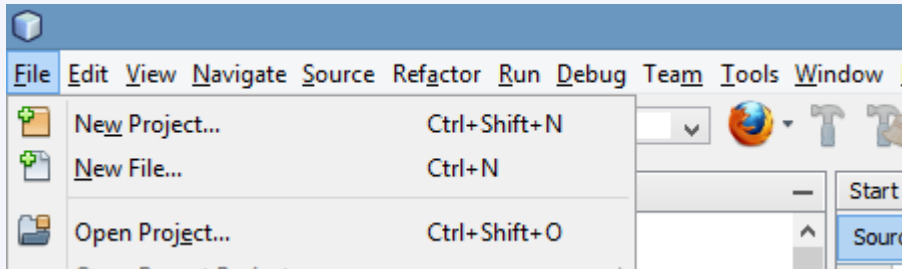 File Edit View Navigate Source Refactor Run Debug Team Tools Window
New Project... Ctrl+Shift+N
New File... Ctrl+N
Start
Open Project... Ctrl+Shift+O